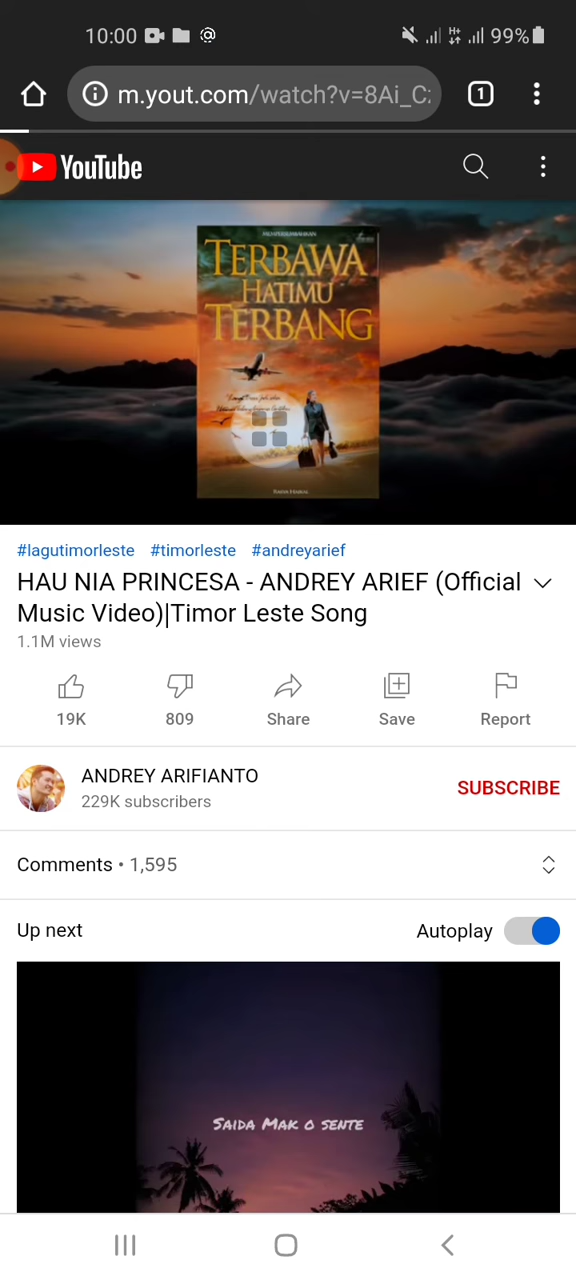 10:00
99%
m.yout.com/watch?v=8Ai_C
1
YouTube
TERBAWA
HATIMU
TERBANG
#lagutimorleste #timorleste #andreyarief
HAU NIA PRINCESA - ANDREY ARIEF (Official
Music Video)|Timor Leste Song
1.1M views
19K
809
Share
Save
Report
ANDREY ARIFIANTO
229K subscribers
SUBSCRIBE
Comments • 1,595
Up next
Autoplay
SAIDA MAK O SENTE